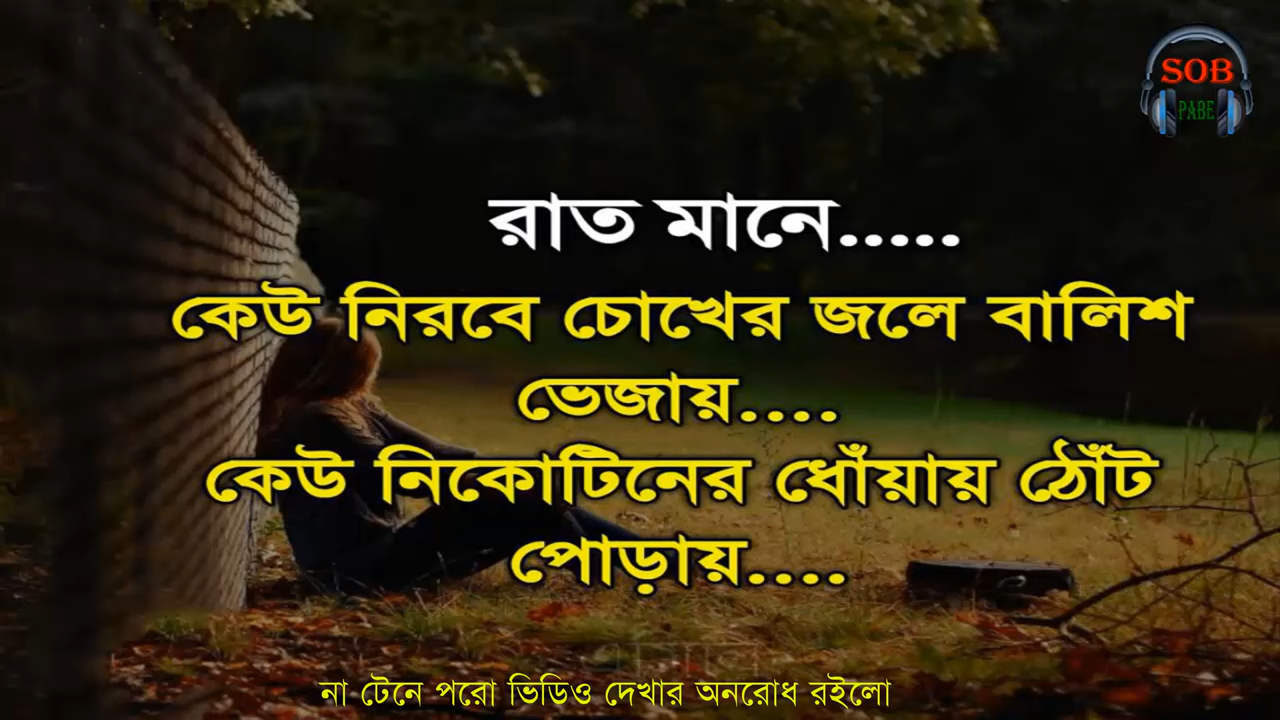 SOB
PABE
রাত মানে.....
কেউ নিরবে চোখের জলে বালিশ
ভেজায়....
কেউ নিকোটিনের ধোঁয়ায় ঠোঁট
পোড়ায়....
না টেনে পরো ভিডিও দেখার অনরোধ রইলো